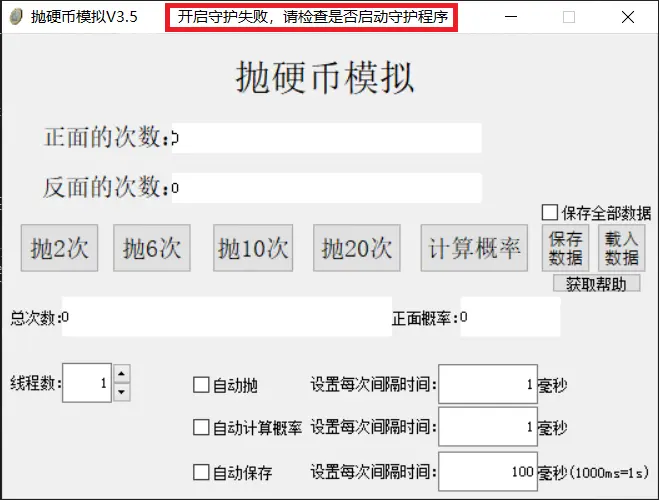 抛硬币模拟V3.5 开启守护失败，请检查是否启动守护程序
抛硬币模拟
正面的次数:0
反面的次数:0
保存全部数据
抛2次 抛6次 抛10次 抛20次 计算概率 保存数据 载入数据
获取帮助
总次数:0 正面概率:0
线程数: 1 自动抛 设置每次间隔时间: 1 毫秒
自动计算概率 设置每次间隔时间: 1 毫秒
自动保存 设置每次间隔时间: 100 毫秒(1000ms=1s)